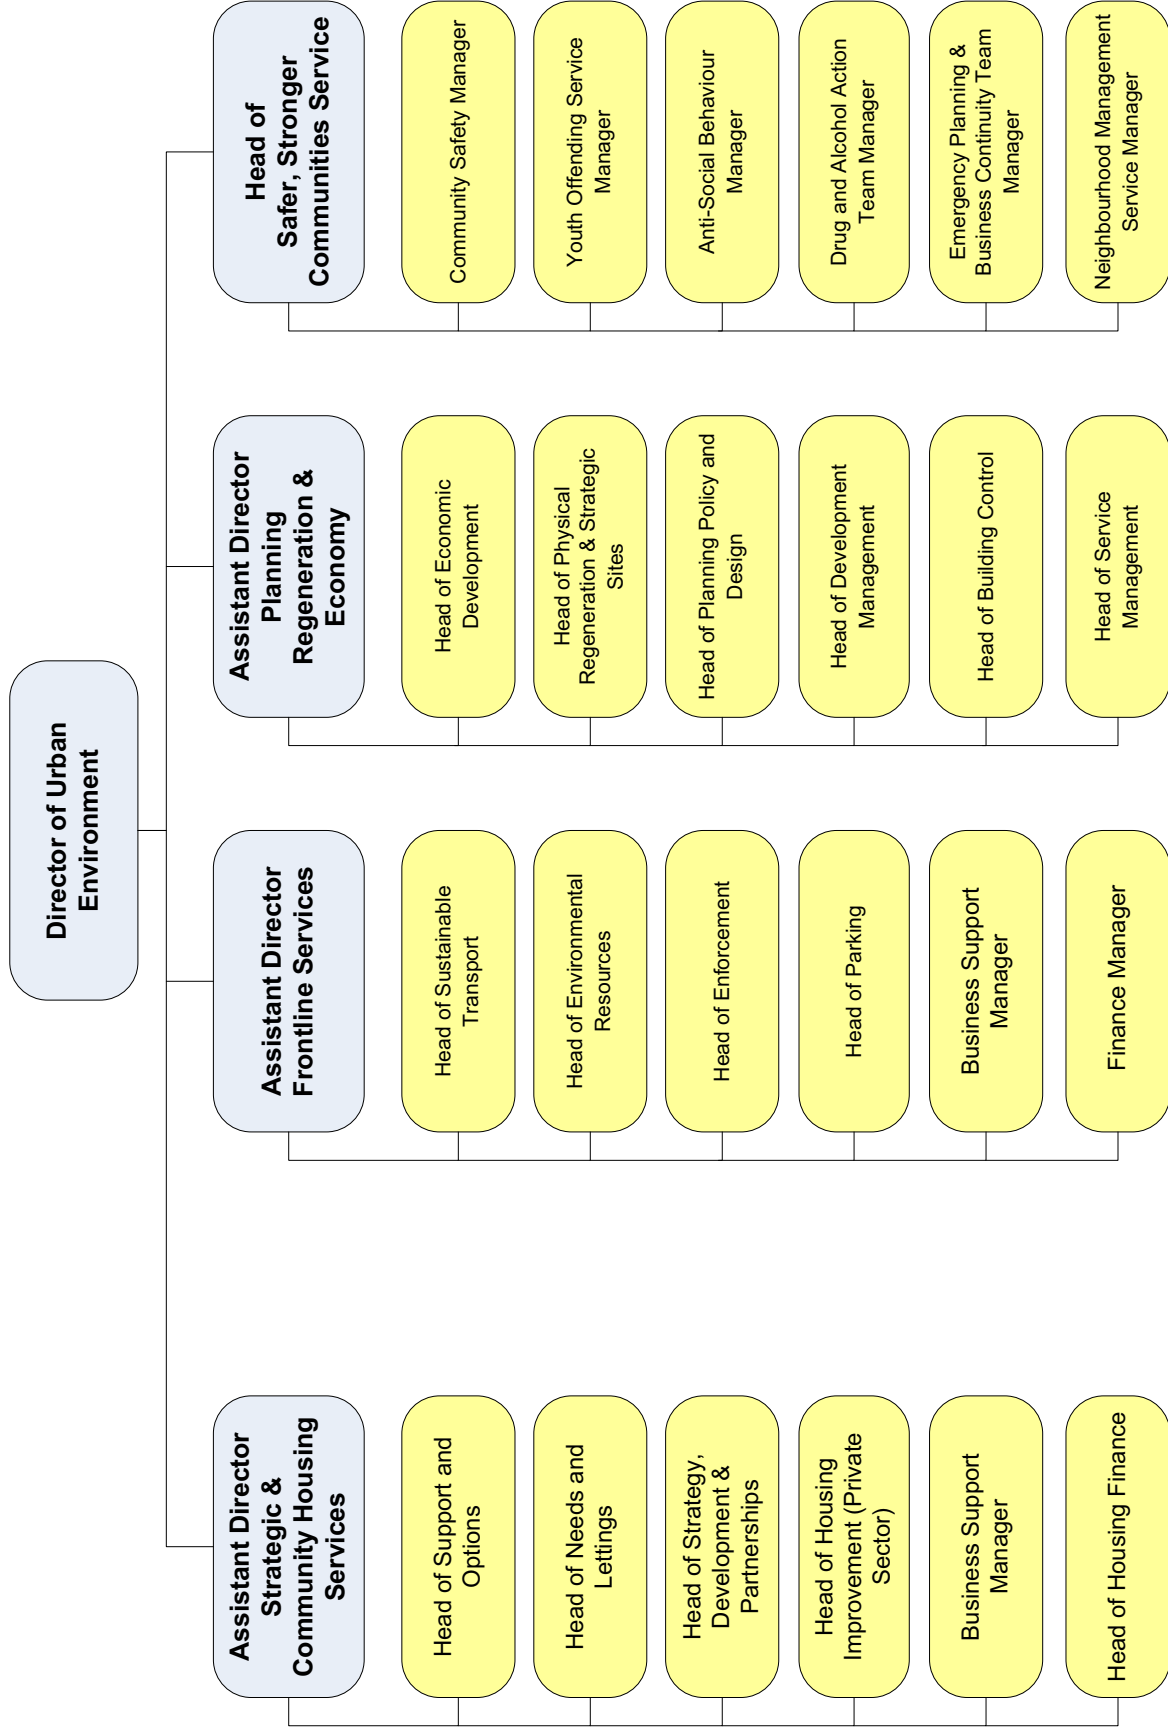 Director of Urban
Environment
Assistant Director
Strategic &
Community Housing
Services
Head of Support and
Options
Head of Needs and
Lettings
Head of Strategy,
Development &
Partnerships
Head of Housing
Improvement (Private
Sector)
Business Support
Manager
Head of Housing Finance
Assistant Director
Frontline Services
Head of Sustainable
Transport
Head of Environmental
Resources
Head of Enforcement
Head of Parking
Business Support
Manager
Finance Manager
Assistant Director
Planning
Regeneration &
Economy
Head of Economic
Development
Head of Physical
Regeneration & Strategic
Sites
Head of Planning Policy and
Design
Head of Development
Management
Head of Building Control
Head of Service
Management
Head of
Safer, Stronger
Communities Service
Community Safety Manager
Youth Offending Service
Manager
Anti-Social Behaviour
Manager
Drug and Alcohol Action
Team Manager
Emergency Planning &
Business Continuity Team
Manager
Neighbourhood Management
Service Manager